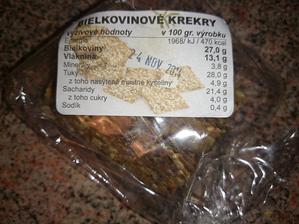 BIELKOVINOVÉ KREKRY
Výživové hodnoty v 100 gr. výrobku
Energie 1968/ kJ / 470 kcal
Bielkoviny 27,0 g
Vláknina 13,1 g
24 NOV 2014
3,8 g
Tuky 28,0 g
z toho nasýtené mastné kyseliny 4,9 g
Sacharidy 21,4 g
z toho cukry 4,0 g
Sodík 0,4 g